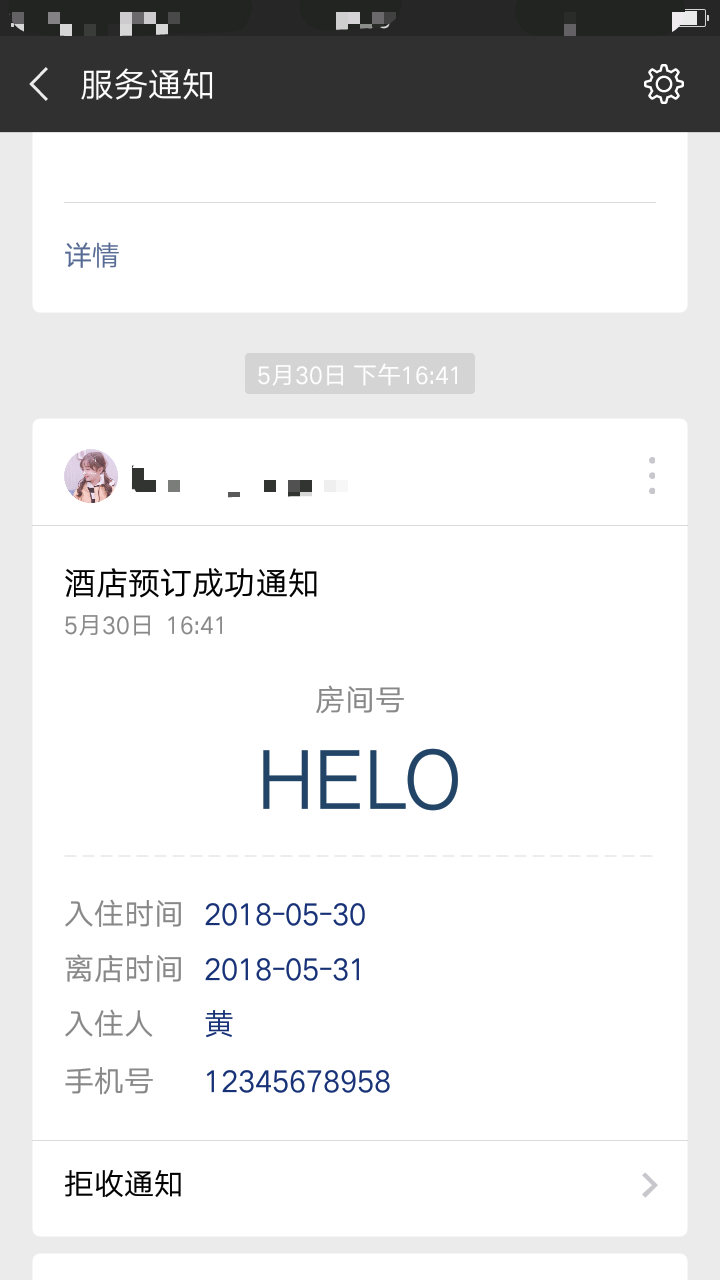 服务通知
详情
5月30日 下午16:41
酒店预订成功通知
5月30日 16:41
房间号
HELO
入住时间 2018-05-30
离店时间 2018-05-31
入住人 黄
手机号 12345678958
拒收通知